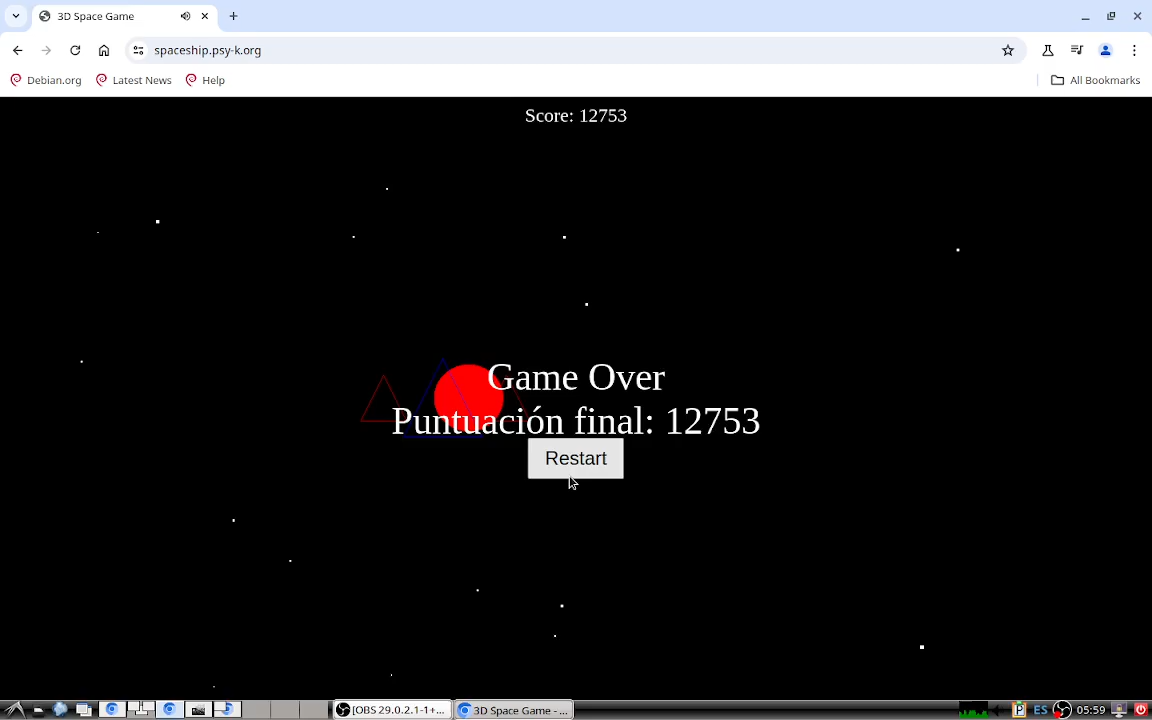 3D Space Game
spaceship.psy-k.org
Debian.org
Latest News
Help
All Bookmarks
Score: 12753
Game Over
Puntuación final: 12753
Restart
[OBS 29.0.2.1-1+...
3D Space Game - ...
P
ES
05:59